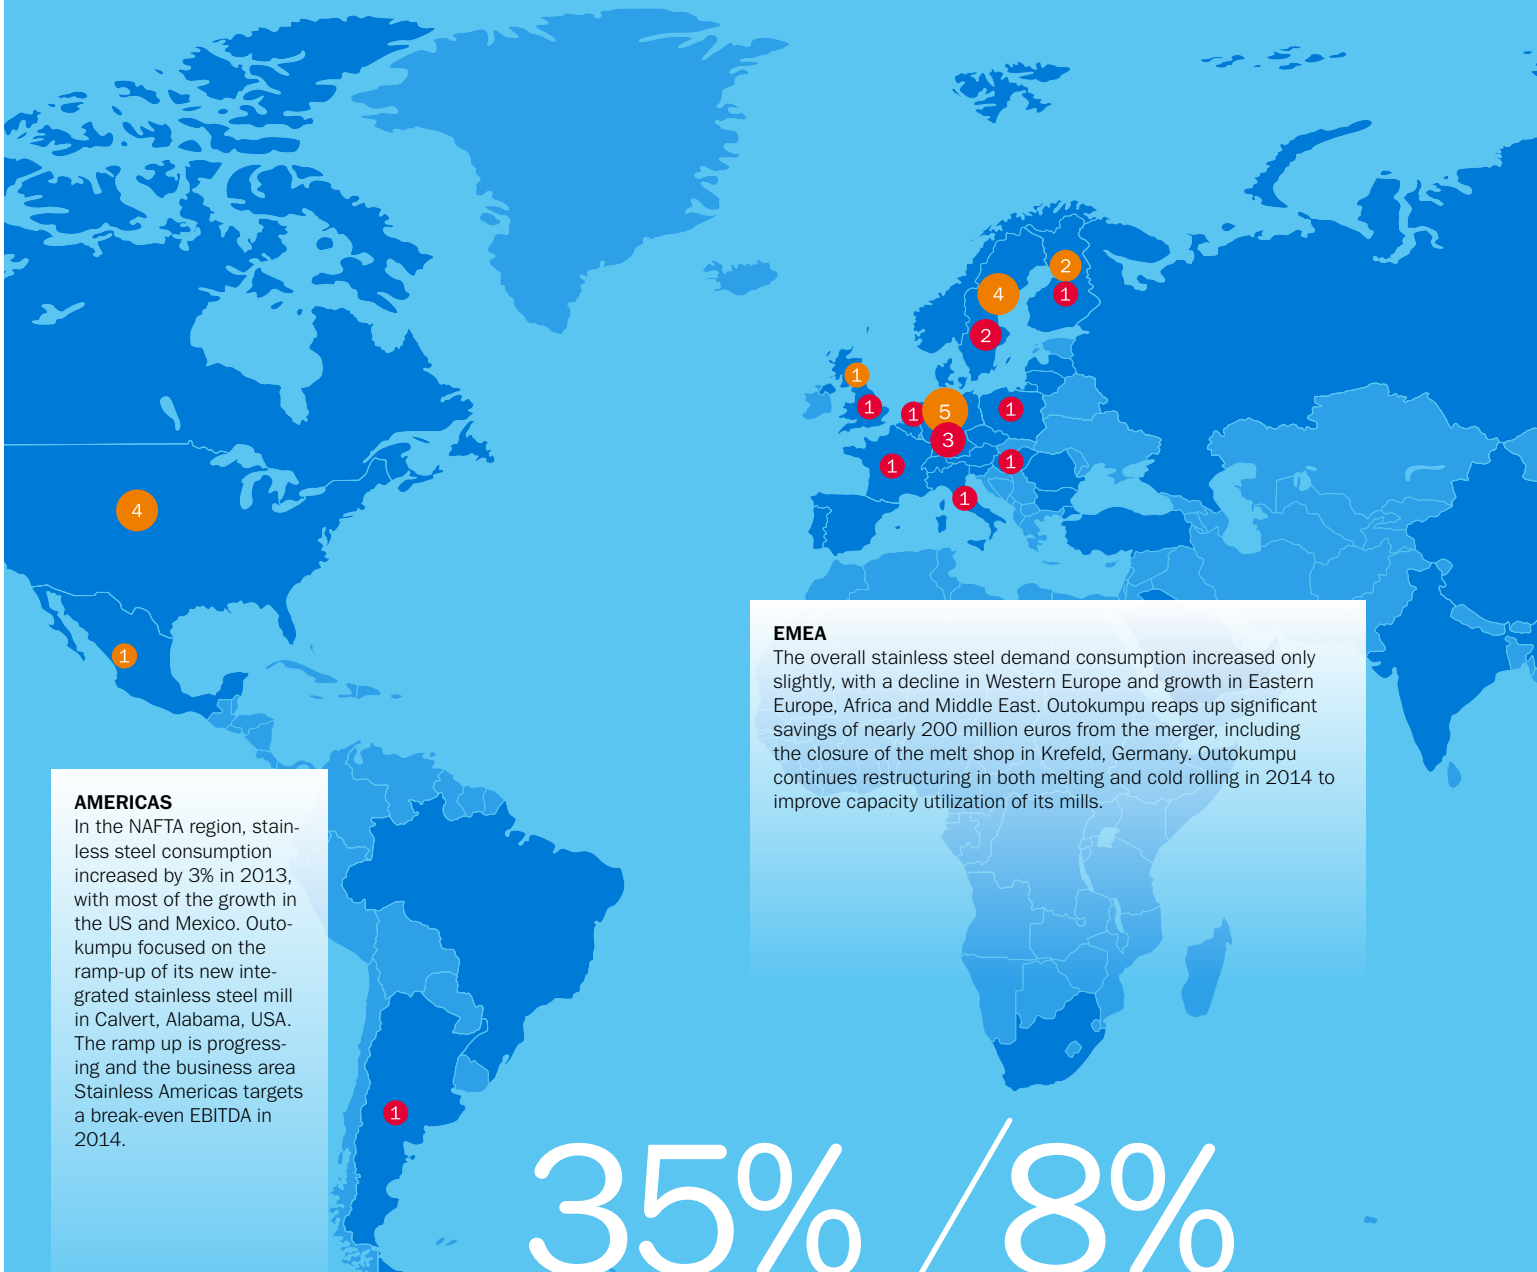 2
4
1
2
1
1
1
5
1
3
1
1
1
4
1
EMEA
The overall stainless steel demand consumption increased only
slightly, with a decline in Western Europe and growth in Eastern
Europe, Africa and Middle East. Outokumpu reaps up significant
savings of nearly 200 million euros from the merger, including
the closure of the melt shop in Krefeld, Germany. Outokumpu
continues restructuring in both melting and cold rolling in 2014 to
improve capacity utilization of its mills.
AMERICAS
In the NAFTA region, stain-
less steel consumption
increased by 3% in 2013,
with most of the growth in
the US and Mexico. Outo-
kumpu focused on the
ramp-up of its new inte-
grated stainless steel mill
in Calvert, Alabama, USA.
The ramp up is progress-
ing and the business area
Stainless Americas targets
a break-even EBITDA in
2014.
1
35% / 8%